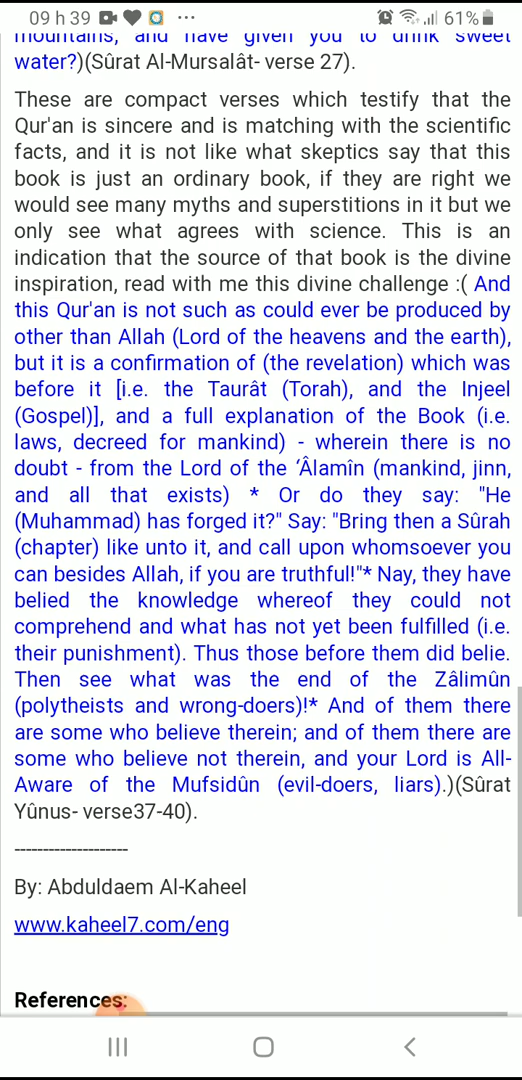 09 h 39 ... 61%
mountains, and have given you to drink sweet
water?)(Sûrat Al-Mursalât- verse 27).
These are compact verses which testify that the
Qur'an is sincere and is matching with the scientific
facts, and it is not like what skeptics say that this
book is just an ordinary book, if they are right we
would see many myths and superstitions in it but we
only see what agrees with science. This is an
indication that the source of that book is the divine
inspiration, read with me this divine challenge :( And
this Qur'an is not such as could ever be produced by
other than Allah (Lord of the heavens and the earth),
but it is a confirmation of (the revelation) which was
before it [i.e. the Taurât (Torah), and the Injeel
(Gospel)], and a full explanation of the Book (i.e.
laws, decreed for mankind) - wherein there is no
doubt - from the Lord of the ‘Âlamîn (mankind, jinn,
and all that exists) * Or do they say: "He
(Muhammad) has forged it?" Say: "Bring then a Sûrah
(chapter) like unto it, and call upon whomsoever you
can besides Allah, if you are truthful!"* Nay, they have
belied the knowledge whereof they could not
comprehend and what has not yet been fulfilled (i.e.
their punishment). Thus those before them did belie.
Then see what was the end of the Zâlimûn
(polytheists and wrong-doers)!* And of them there
are some who believe therein; and of them there are
some who believe not therein, and your Lord is All-
Aware of the Mufsidûn (evil-doers, liars).)(Sûrat
Yûnus- verse37-40).
--------------------
By: Abduldaem Al-Kaheel
www.kaheel7.com/eng
References: